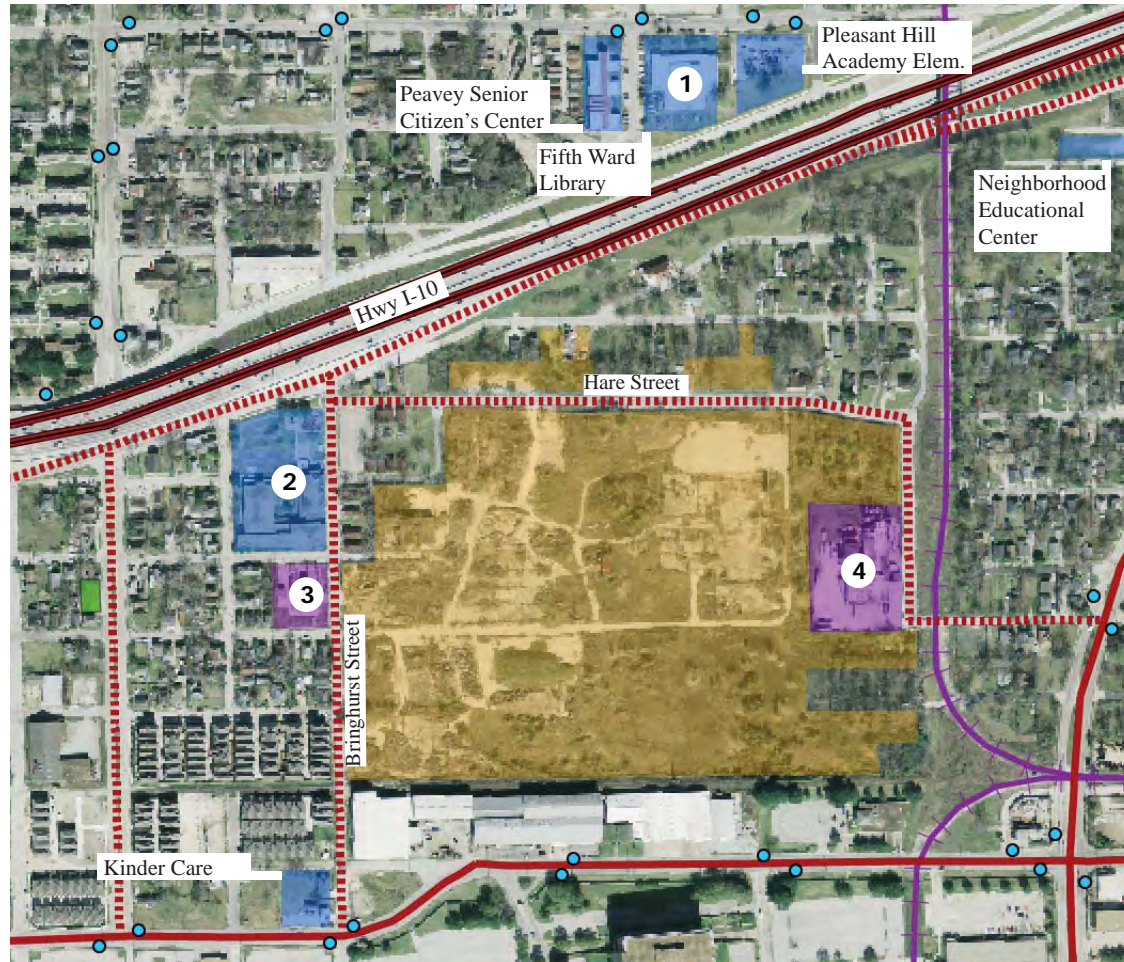 Pleasant Hill
Academy Elem.
1
Peavey Senior
Citizen's Center
Fifth Ward
Library
Neighborhood
Educational
Center
Hwy I-10
Hare Street
2
3
4
Bringhurst Street
Kinder Care